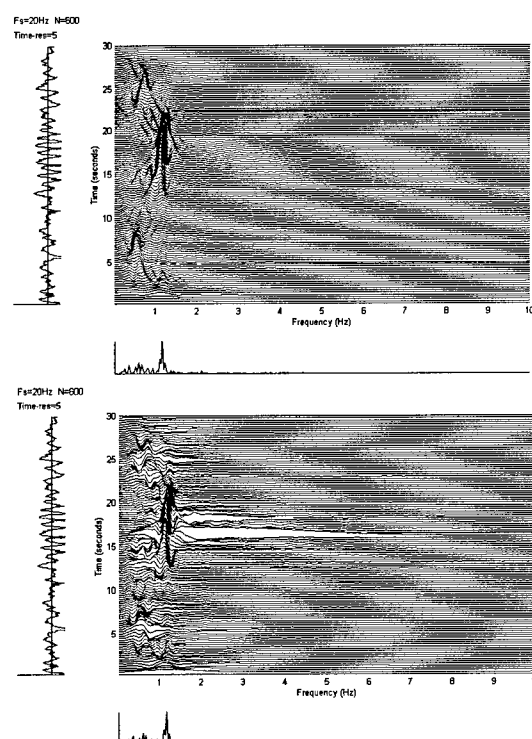 Fs=20Hz N=600
Time-res=5
30
25
20
15
10
5
Time (seconds)
1 2 3 4 5 6 7 8 9 10
Frequency (Hz)
Fs=20Hz N=600
Time-res=5
30
25
20
15
10
5
Time (seconds)
1 2 3 4 5 6 7 8 9
Frequency (Hz)